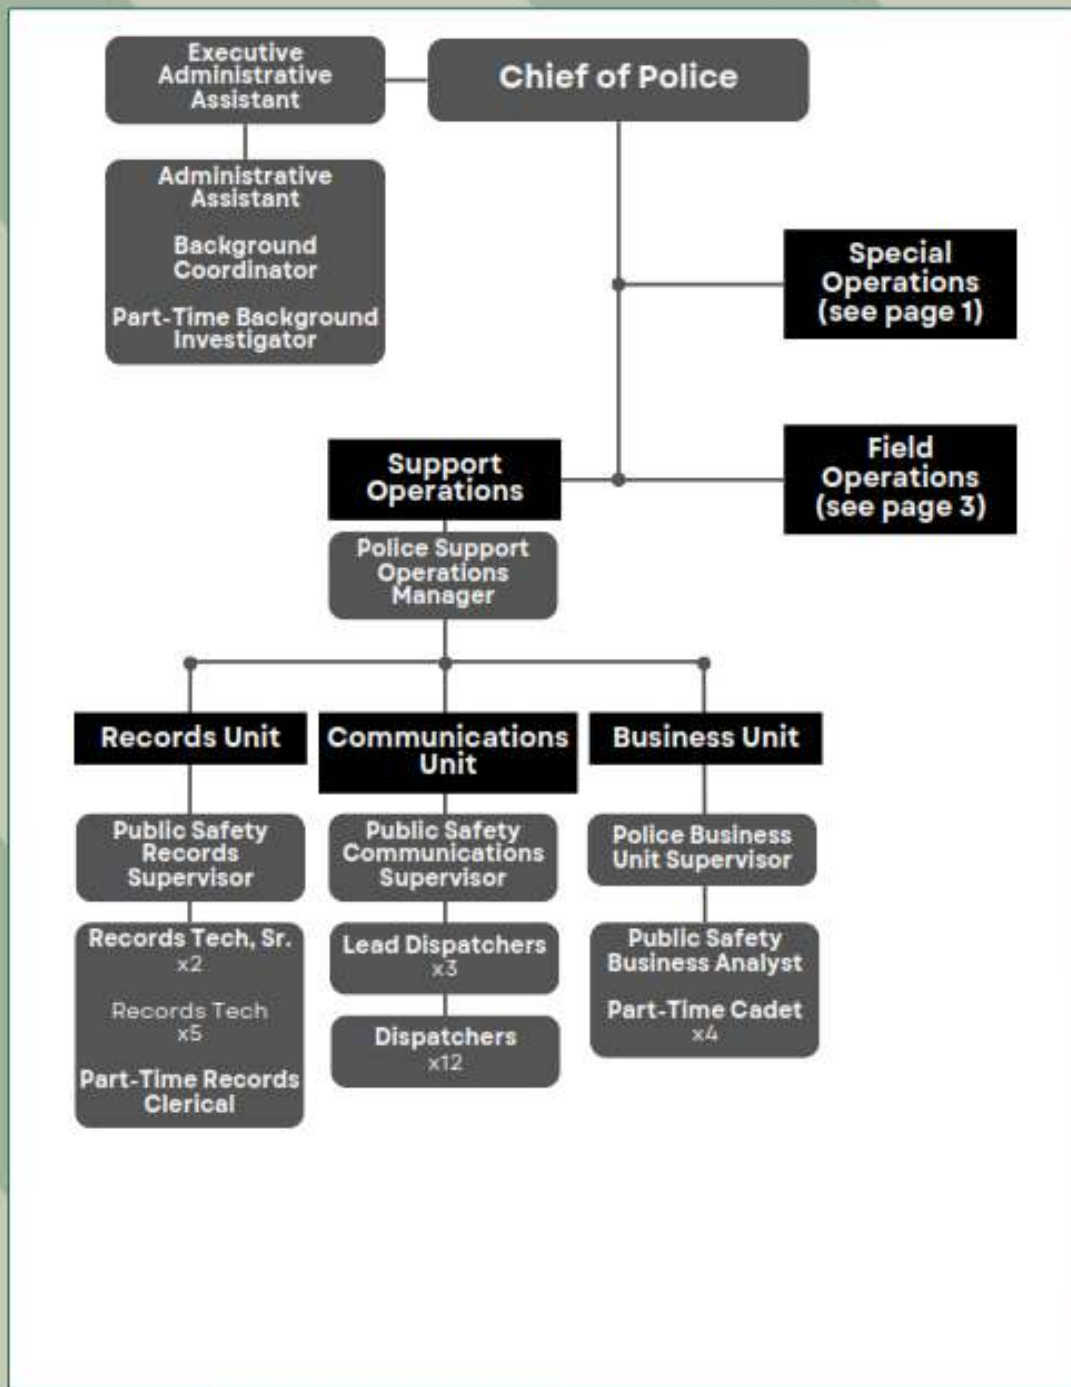 Executive
Administrative
Assistant
Chief of Police
Administrative
Assistant
Background
Coordinator
Part-Time Background
Investigator
Special
Operations
(see page 1)
Field
Operations
(see page 3)
Support
Operations
Police Support
Operations
Manager
Records Unit
Communications
Unit
Business Unit
Public Safety
Records
Supervisor
Public Safety
Communications
Supervisor
Police Business
Unit Supervisor
Records Tech, Sr.
x2
Records Tech
x5
Part-Time Records
Clerical
Lead Dispatchers
x3
Dispatchers
x12
Public Safety
Business Analyst
Part-Time Cadet
x4